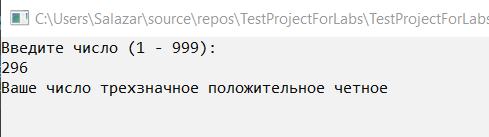 C:\Users\Salazar\source\repos\TestProjectForLabs\TestProjectForLabs
Введите число (1 - 999):
296
Ваше число трехзначное положительное четное